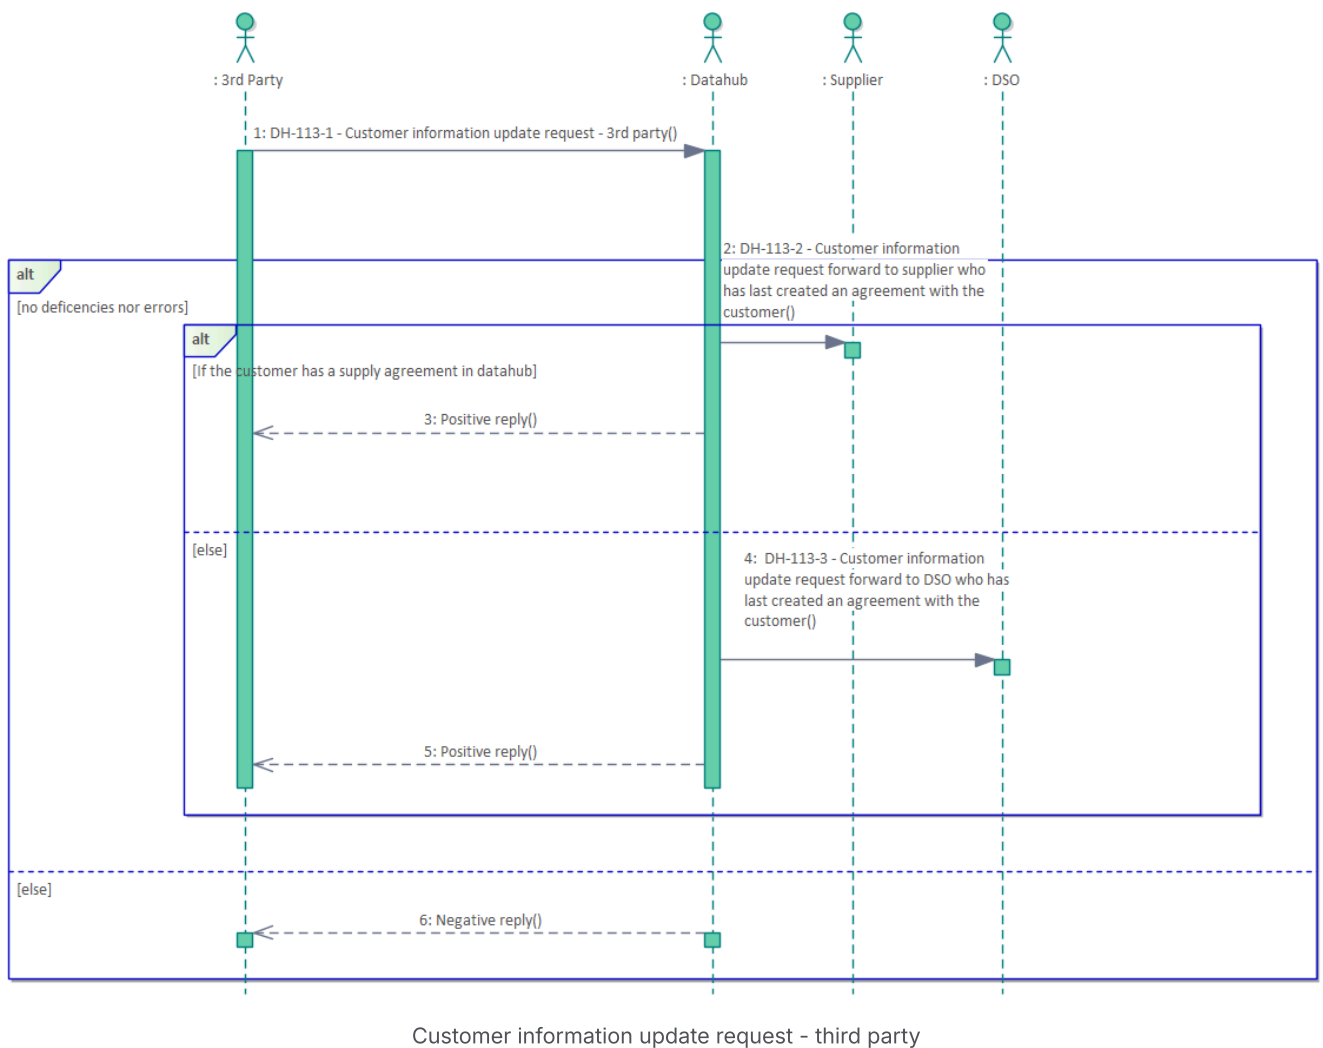 : 3rd Party
: Datahub
: Supplier
: DSO
1: DH-113-1 - Customer information update request - 3rd party()
2: DH-113-2 - Customer information
update request forward to supplier who
has last created an agreement with the
customer()
alt
[no deficencies nor errors]
alt
[If the customer has a supply agreement in datahub]
3: Positive reply()
[else]
4:  DH-113-3 - Customer information
update request forward to DSO who has
last created an agreement with the
customer()
5: Positive reply()
[else]
6: Negative reply()
Customer information update request - third party